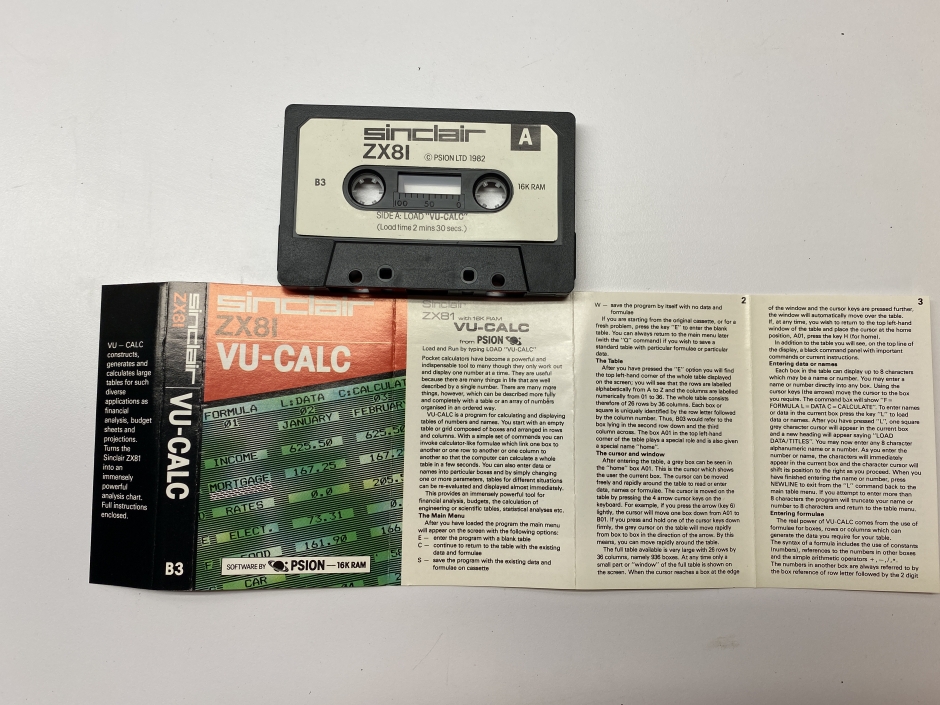 sinclair
A
ZX81
© PSION LTD 1982
B3
16K RAM
100 50 0
SIDE A: LOAD "VU-CALC"
(Load time 2 mins 30 secs.)
VU – CALC
constructs,
generates and
calculates large
tables for such
diverse
applications as
financial
analysis, budget
sheets and
projections.
Turns the
Sinclair ZX81
into an
immensely
powerful
analysis chart.
Full instructions
enclosed.
sinclair
ZX81
VU-CALC
B3
sinclair
ZX81
VU-CALC
FORMULA L:DATA C:CALCULAT
01 02 03
JANUARY FEBRUAR
INCOME 625.50
MORTGAGE 167.25 167.2
RATES 0.0 205.
ELECT. 73.31
FOOD 161.90 166
CAR
SOFTWARE BY PSION — 16K RAM
sinclair
ZX81 with 16K RAM
VU-CALC
from PSION
Load and Run by typing LOAD "VU-CALC"
Pocket calculators have become a powerful and
indispensable tool to many though they only work out
and display one number at a time. They are useful
because there are many things in life that are well
described by a single number. There are many more
things, however, which can be described more fully
and completely with a table or an array of numbers
organised in an ordered way.
VU-CALC is a program for calculating and displaying
tables of numbers and names. You start with an empty
table or grid composed of boxes and arranged in rows
and columns. With a simple set of commands you can
invoke calculator-like formulae which link one box to
another or one row to another or one column to
another so that the computer can calculate a whole
table in a few seconds. You can also enter data or
names into particular boxes and by simply changing
one or more parameters, tables for different situations
can be re-evaluated and displayed almost immediately.
This provides an immensely powerful tool for
financial analysis, budgets, the calculation of
engineering or scientific tables, statistical analyses etc.
The Main Menu
After you have loaded the program the main menu
will appear on the screen with the following options:
E — enter the program with a blank table
C — continue to return to the table with the existing
data and formulae
S — save the program with the existing data and
formulae on cassette
2
W — save the program by itself with no data and
formulae
If you are starting from the original cassette, or for a
fresh problem, press the key "E" to enter the blank
table. You can always return to the main menu later
(with the "Q" command) if you wish to save a
standard table with particular formulae or particular
data.
The Table
After you have pressed the "E" option you will find
the top left-hand corner of the whole table displayed
on the screen; you will see that the rows are labelled
alphabetically from A to Z and the columns are labelled
numerically from 01 to 36. The whole table consists
therefore of 26 rows by 36 columns. Each box or
square is uniquely identified by the row letter followed
by the column number. Thus, B03 would refer to the
box lying in the second row down and the third
column across. The box A01 in the top left-hand
corner of the table plays a special role and is also given
a special name "home".
The cursor and window
After entering the table, a grey box can be seen in
the "home" box A01. This is the cursor which shows
the user the current box. The cursor can be moved
freely and rapidly around the table to read or enter
data, names or formulae. The cursor is moved on the
table by pressing the 4 arrow cursor keys on the
keyboard. For example, if you press the arrow (key 6)
lightly, the cursor will move one box down from A01 to
B01. If you press and hold one of the cursor keys down
firmly, the grey cursor on the table will move rapidly
from box to box in the direction of the arrow. By this
means, you can move rapidly around the table.
The full table available is very large with 26 rows by
36 columns, namely 936 boxes. At any time only a
small part or "window" of the full table is shown on
the screen. When the cursor reaches a box at the edge
3
of the window and the cursor keys are pressed further,
the window will automatically move over the table.
If, at any time, you wish to return to the top left-hand
window of the table and place the cursor at the home
position, A01, press the key H (for home).
In addition to the table you will see, on the top line of
the display, a black command panel with important
commands or current instructions.
Entering data or names
Each box in the table can display up to 8 characters
which may be a name or number. You may enter a
name or number directly into any box. Using the
cursor keys (the arrows) move the cursor to the box
you require. The command box will show "F =
FORMULA L = DATA C = CALCULATE". To enter names
or data in the current box press the key "L" to load
data or names. After you have pressed "L", one square
grey character cursor will appear in the current box
and a new heading will appear saying "LOAD
DATA/TITLES". You may now enter any 8 character
alphanumeric name or a number. As you enter the
number or name, the characters will immediately
appear in the current box and the character cursor will
shift its position to the right as you proceed. When you
have finished entering the name or number, press
NEWLINE to exit from the "L" command back to the
main table menu. If you attempt to enter more than
8 characters the program will truncate your name or
number to 8 characters and return to the table menu.
Entering formulae
The real power of VU-CALC comes from the use of
formulae for boxes, rows or columns which can
generate the data you require for your table.
The syntax of a formula includes the use of constants
(numbers), references to the numbers in other boxes
and the simple arithmetic operators +,-,/,*.
The numbers in another box are always referred to by
the box reference of row letter followed by the 2 digit